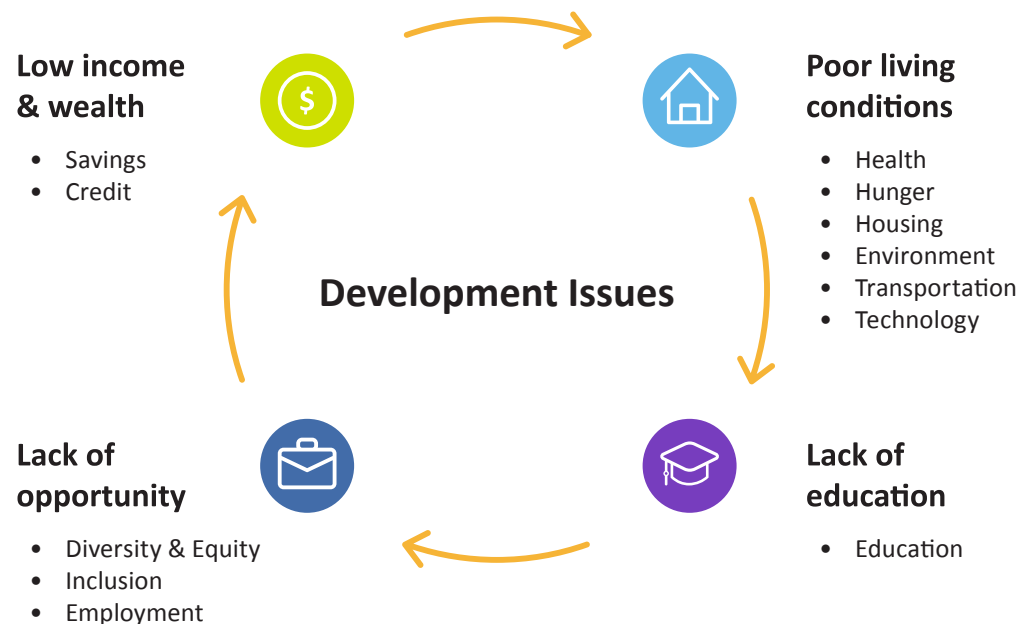 Low income
& wealth
• Savings
• Credit
$
Poor living
conditions
• Health
• Hunger
• Housing
• Environment
• Transportation
• Technology
Development Issues
Lack of
opportunity
• Diversity & Equity
• Inclusion
• Employment
Lack of
education
• Education